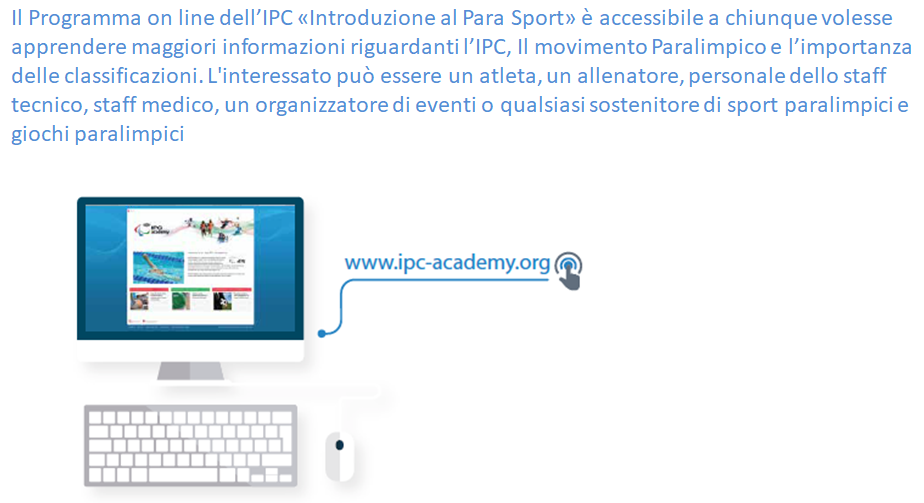 Il Programma on line dell’IPC «Introduzione al Para Sport» è accessibile a chiunque volesse
apprendere maggiori informazioni riguardanti l’IPC, Il movimento Paralimpico e l’importanza
delle classificazioni. L'interessato può essere un atleta, un allenatore, personale dello staff
tecnico, staff medico, un organizzatore di eventi o qualsiasi sostenitore di sport paralimpici e
giochi paralimpici
www.ipc-academy.org